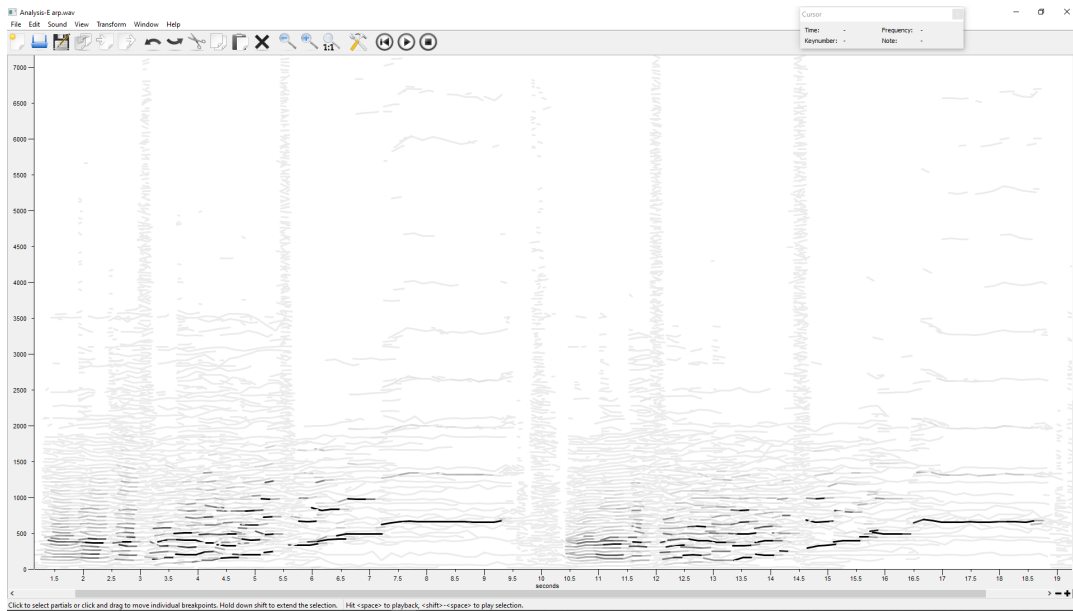 Analysis-E arp.wav
File Edit Sound View Transform Window Help
Cursor
Time: - Frequency: -
Keynumber: - Note: -
1:1
7000
6500
6000
5500
5000
4500
4000
3500
3000
2500
2000
1500
1000
500
0
1.5 2 2.5 3 3.5 4 4.5 5 5.5 6 6.5 7 7.5 8 8.5 9 9.5 10 10.5 11 11.5 12 12.5 13 13.5 14 14.5 15 15.5 16 16.5 17 17.5 18 18.5 19
seconds
Click to select partials or click and drag to move individual breakpoints. Hold down shift to extend the selection. Hit <space> to playback, <shift>-<space> to play selection.